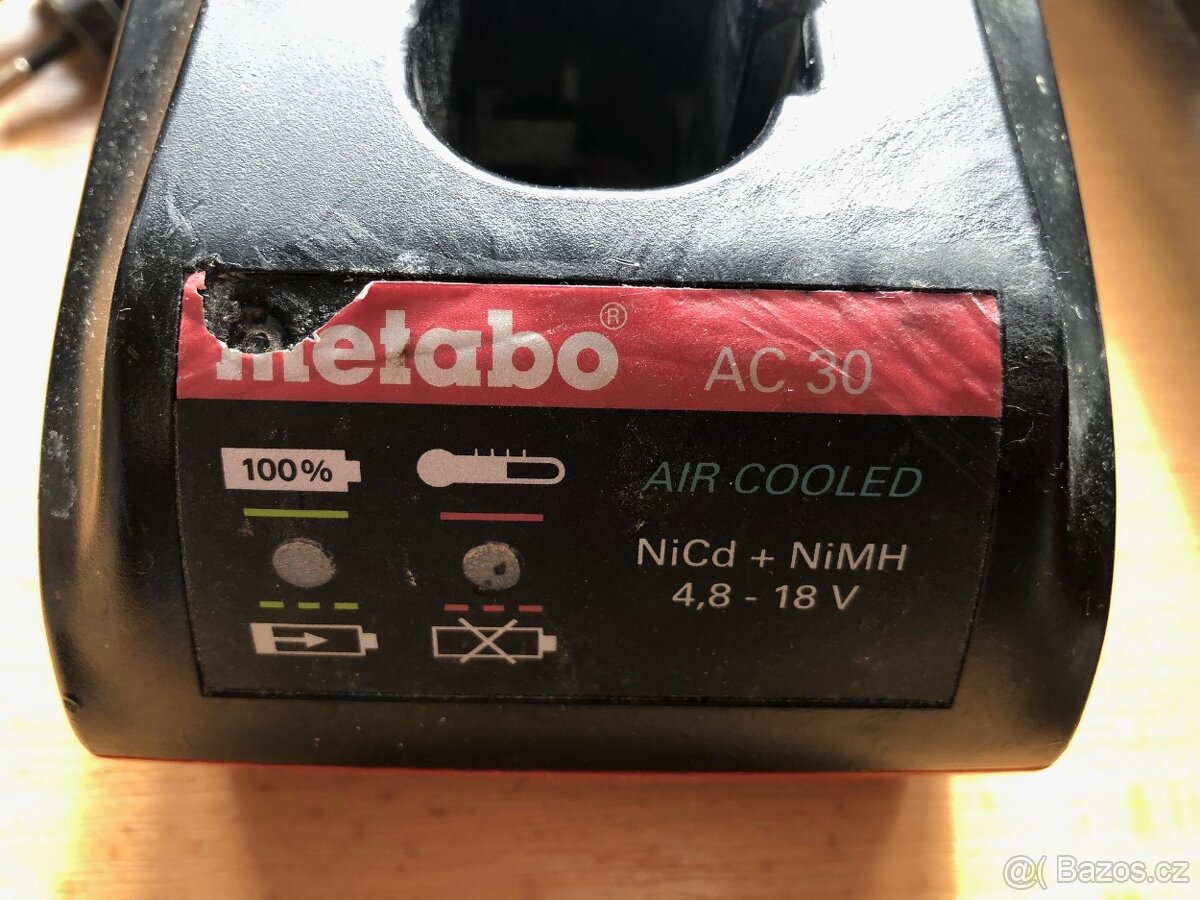 metabo® AC 30
100%
AIR COOLED
NiCd + NiMH
4,8 - 18 V
@( Bazos.cz